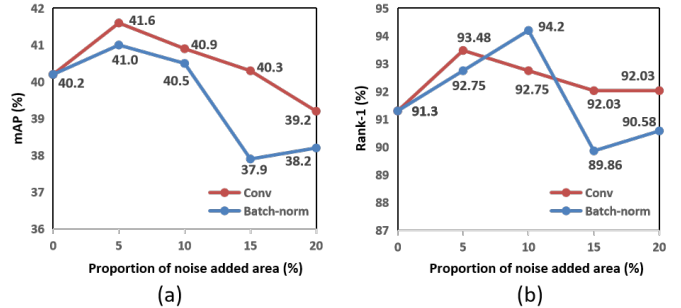 42
41
40
39
38
37
36
mAP (%)
41.6
40.9
40.3
39.2
40.2
41.0
40.5
37.9
38.2
Conv
Batch-norm
0 5 10 15 20
Proportion of noise added area (%)
(a)
95
94
93
92
91
90
89
88
87
Rank-1 (%)
93.48
94.2
92.75
92.75
92.03
92.03
91.3
90.58
89.86
Conv
Batch-norm
0 5 10 15 20
Proportion of noise added area (%)
(b)